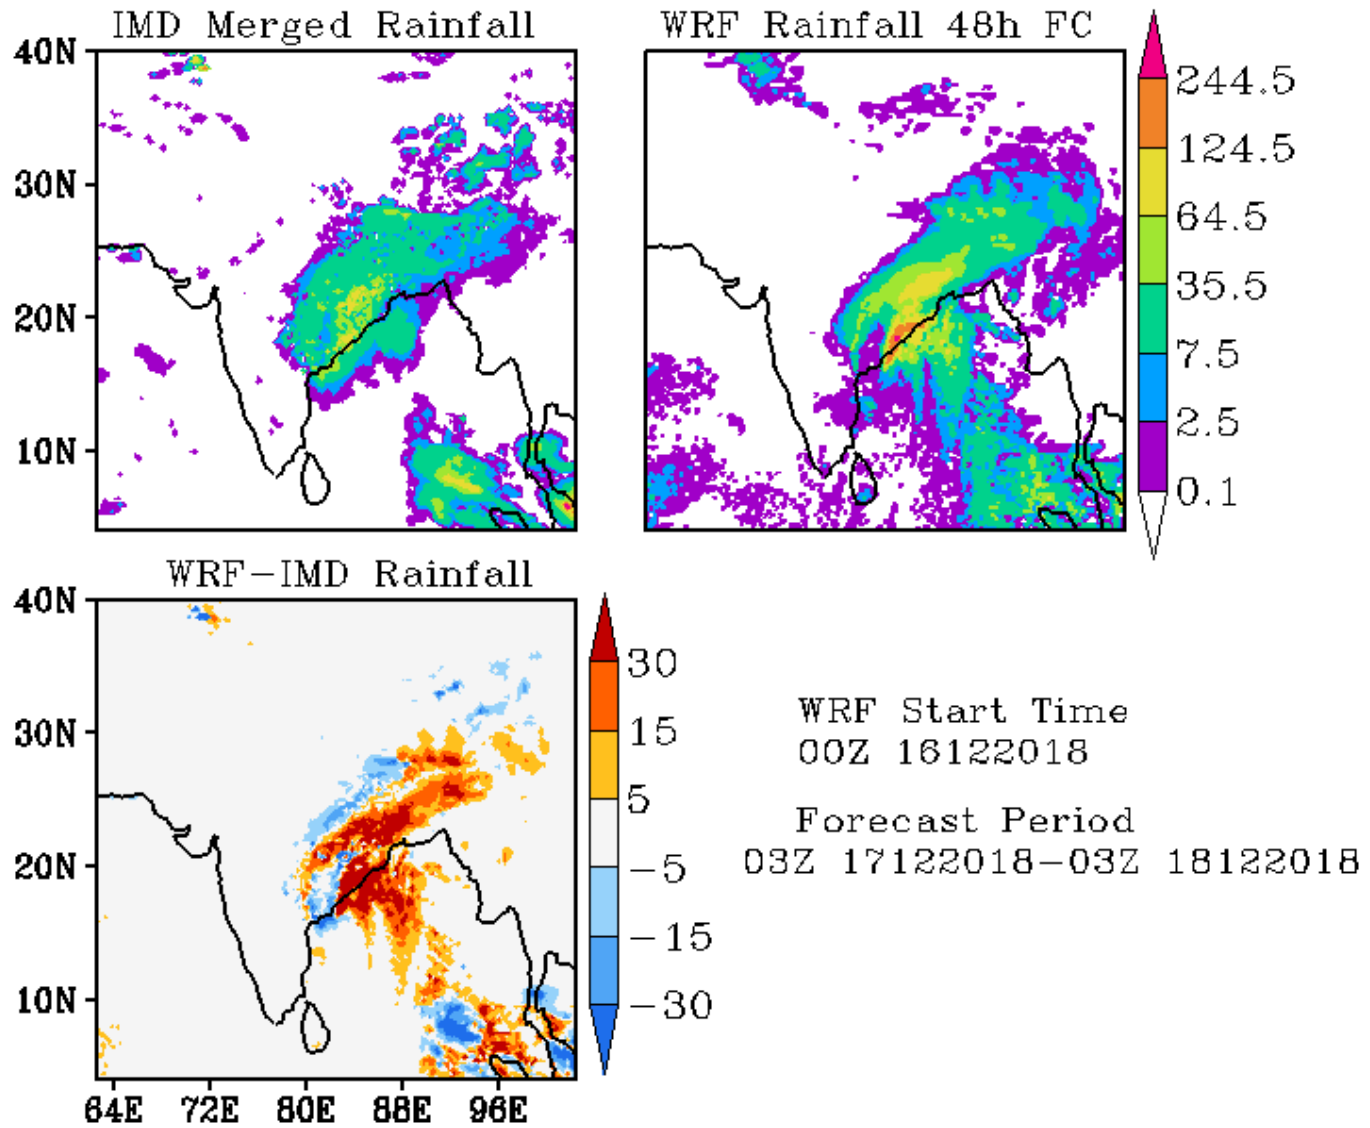 IMD Merged Rainfall
WRF Rainfall 48h FC
40N
30N
20N
10N
244.5
124.5
64.5
35.5
7.5
2.5
0.1
WRF-IMD Rainfall
40N
30N
20N
10N
64E 72E 80E 88E 96E
30
15
5
-5
-15
-30
WRF Start Time
00Z 16122018
Forecast Period
03Z 17122018-03Z 18122018